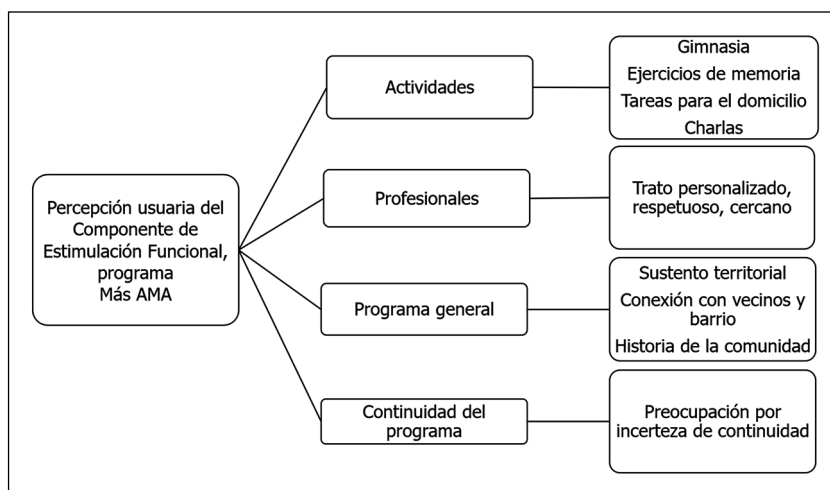 Percepción usuaria del
Componente de
Estimulación Funcional,
programa
Más AMA
Actividades
Gimnasia
Ejercicios de memoria
Tareas para el domicilio
Charlas
Profesionales
Trato personalizado,
respetuoso, cercano
Programa general
Sustento territorial
Conexión con vecinos y
barrio
Historia de la comunidad
Continuidad del
programa
Preocupación por
incerteza de continuidad